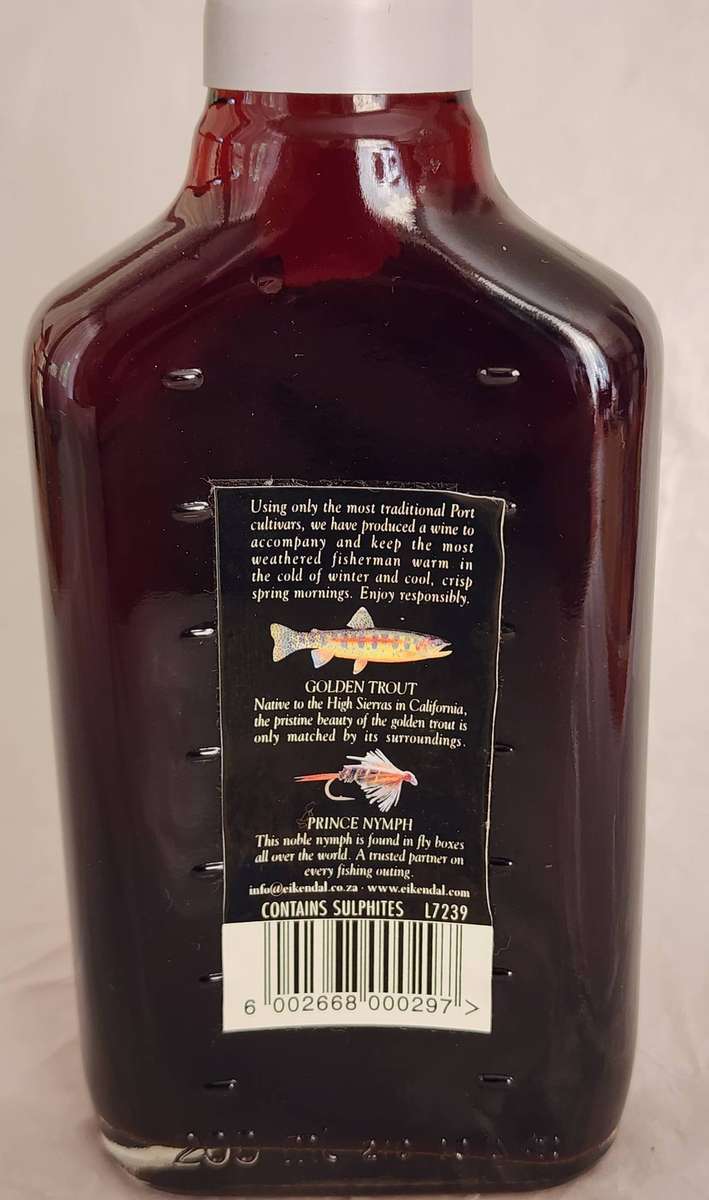 Using only the most traditional Port
cultivars, we have produced a wine to
accompany and keep the most
weathered fisherman warm in
the cold of winter and cool, crisp
spring mornings. Enjoy responsibly.
GOLDEN TROUT
Native to the High Sierras in California,
the pristine beauty of the golden trout is
only matched by its surroundings.
PRINCE NYMPH
This noble nymph is found in fly boxes
all over the world. A trusted partner on
every fishing outing.
info@eikendal.co.za · www.eikendal.com
CONTAINS SULPHITES L7239
6 002668 000297 >
200 ml